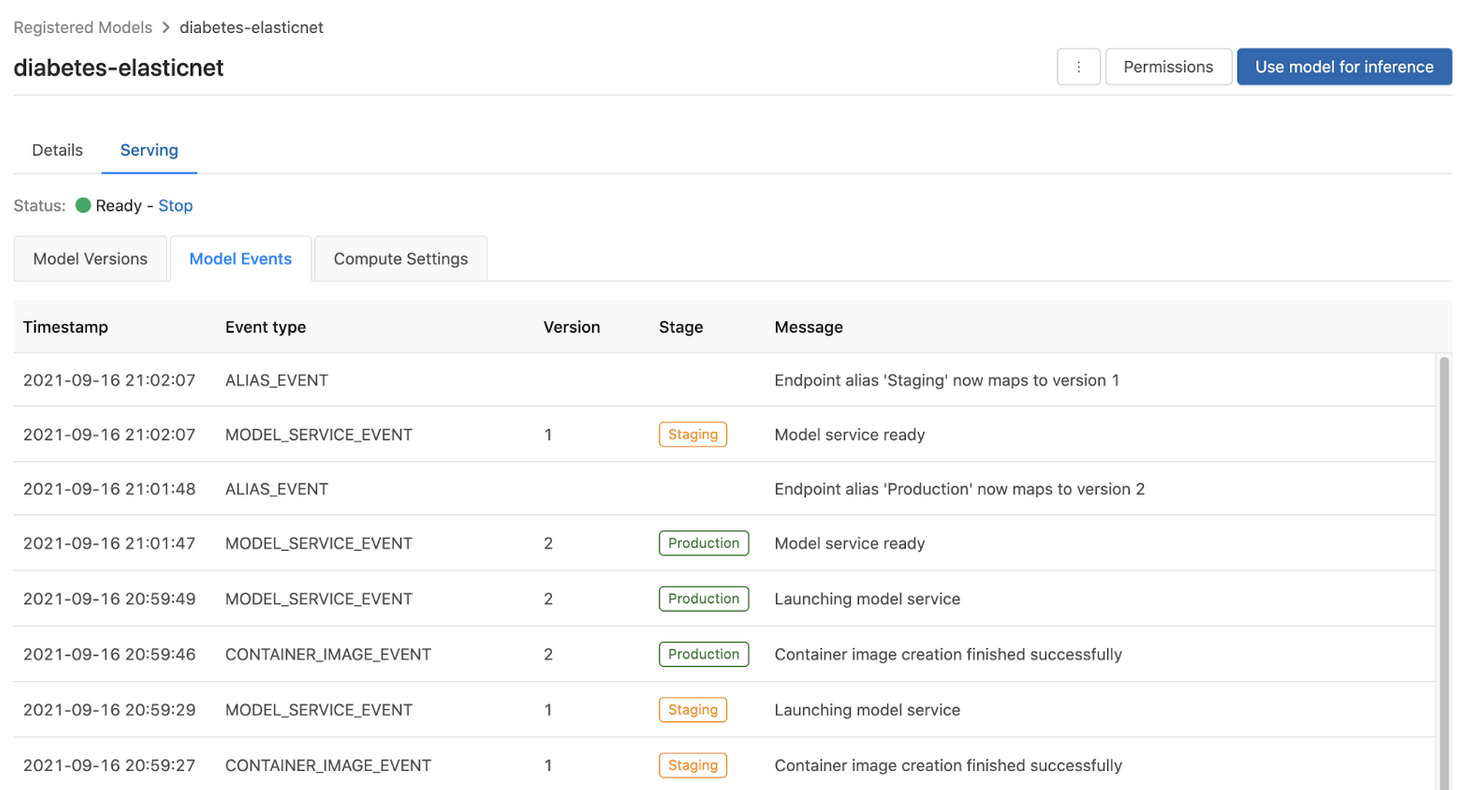 Registered Models > diabetes-elasticnet
diabetes-elasticnet
⋮ Permissions Use model for inference
Details Serving
Status: Ready - Stop
Model Versions Model Events Compute Settings
Timestamp Event type Version Stage Message
2021-09-16 21:02:07 ALIAS_EVENT Endpoint alias 'Staging' now maps to version 1
2021-09-16 21:02:07 MODEL_SERVICE_EVENT 1 Staging Model service ready
2021-09-16 21:01:48 ALIAS_EVENT Endpoint alias 'Production' now maps to version 2
2021-09-16 21:01:47 MODEL_SERVICE_EVENT 2 Production Model service ready
2021-09-16 20:59:49 MODEL_SERVICE_EVENT 2 Production Launching model service
2021-09-16 20:59:46 CONTAINER_IMAGE_EVENT 2 Production Container image creation finished successfully
2021-09-16 20:59:29 MODEL_SERVICE_EVENT 1 Staging Launching model service
2021-09-16 20:59:27 CONTAINER_IMAGE_EVENT 1 Staging Container image creation finished successfully